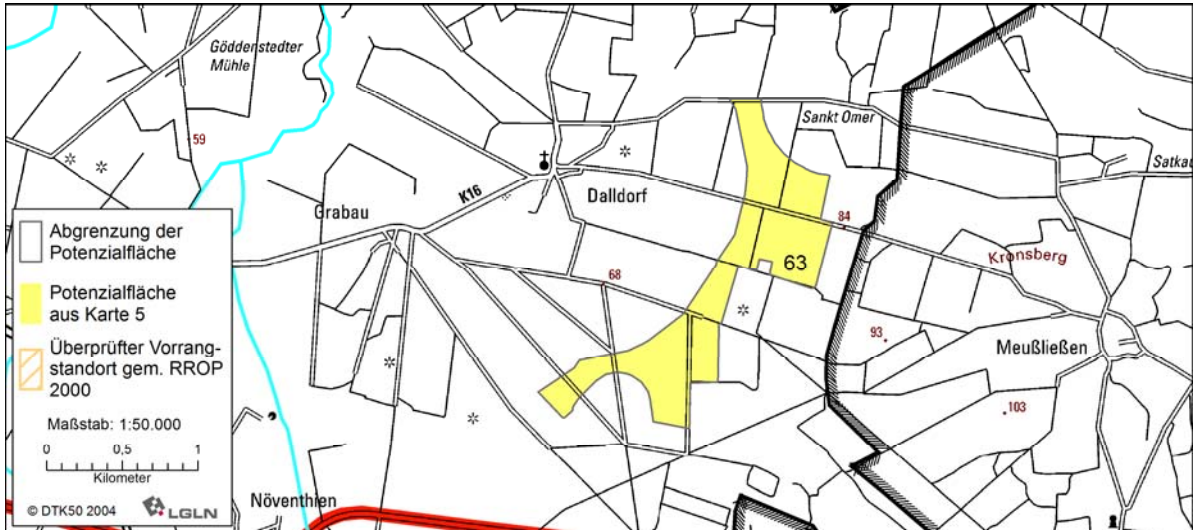 Göddenstedter
Mühle
59
Sankt Omer
Satkau
K16
Dalldorf
Grabau
84
Kronsberg
63
68
93
Meußließen
103
Növenthien
Abgrenzung der
Potenzialfläche
Potenzialfläche
aus Karte 5
Überprüfter Vorrang-
standort gem. RROP
2000
Maßstab: 1:50.000
0 0,5 1
Kilometer
© DTK50 2004 LGLN